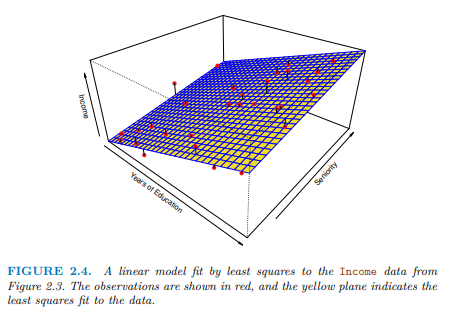 Income
Years of Education
Seniority
FIGURE 2.4. A linear model fit by least squares to the Income data from
Figure 2.3. The observations are shown in red, and the yellow plane indicates the
least squares fit to the data.